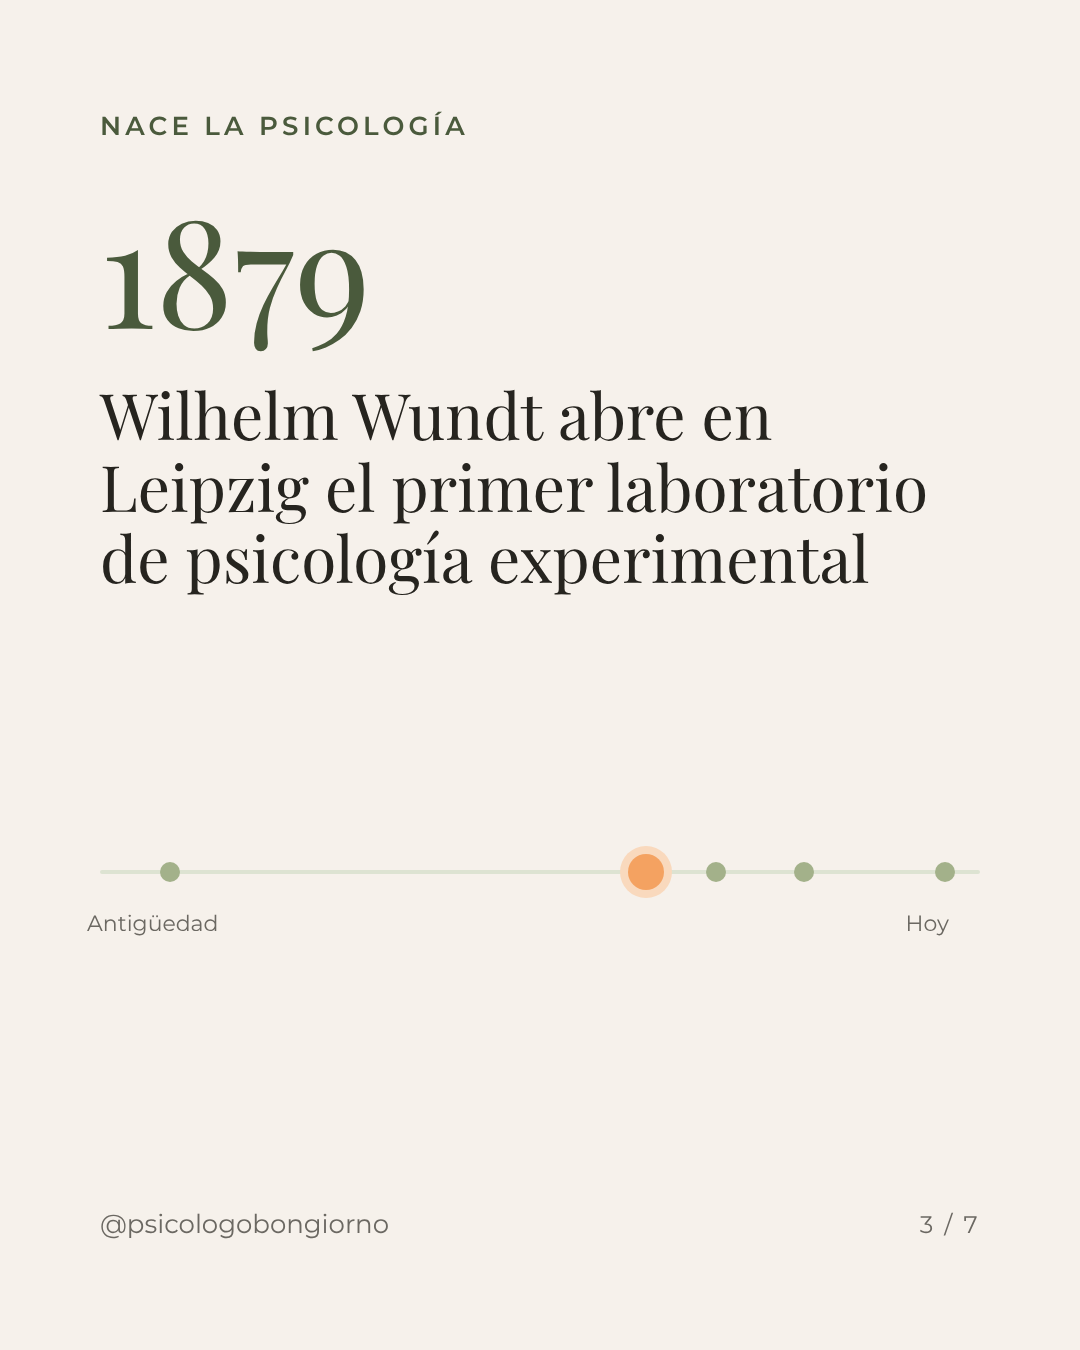 NACE LA PSICOLOGÍA
1879
Wilhelm Wundt abre en
Leipzig el primer laboratorio
de psicología experimental
Antigüedad
Hoy
@psicologobongiorno
3 / 7